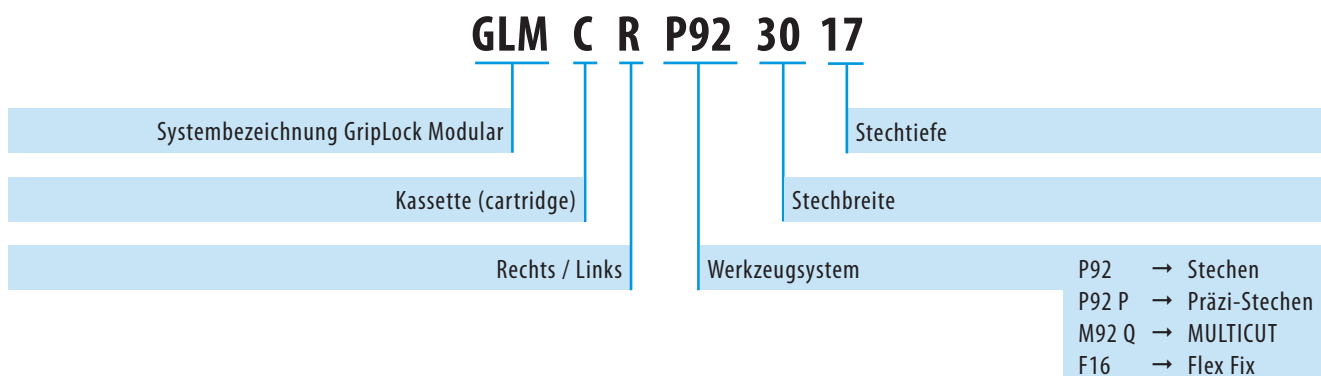 GLM C R P92 30 17
Systembezeichnung GripLock Modular
Stechtiefe
Kassette (cartridge)
Stechbreite
Rechts / Links
Werkzeugsystem
P92 → Stechen
P92 P → Präzi-Stechen
M92 Q → MULTICUT
F16 → Flex Fix